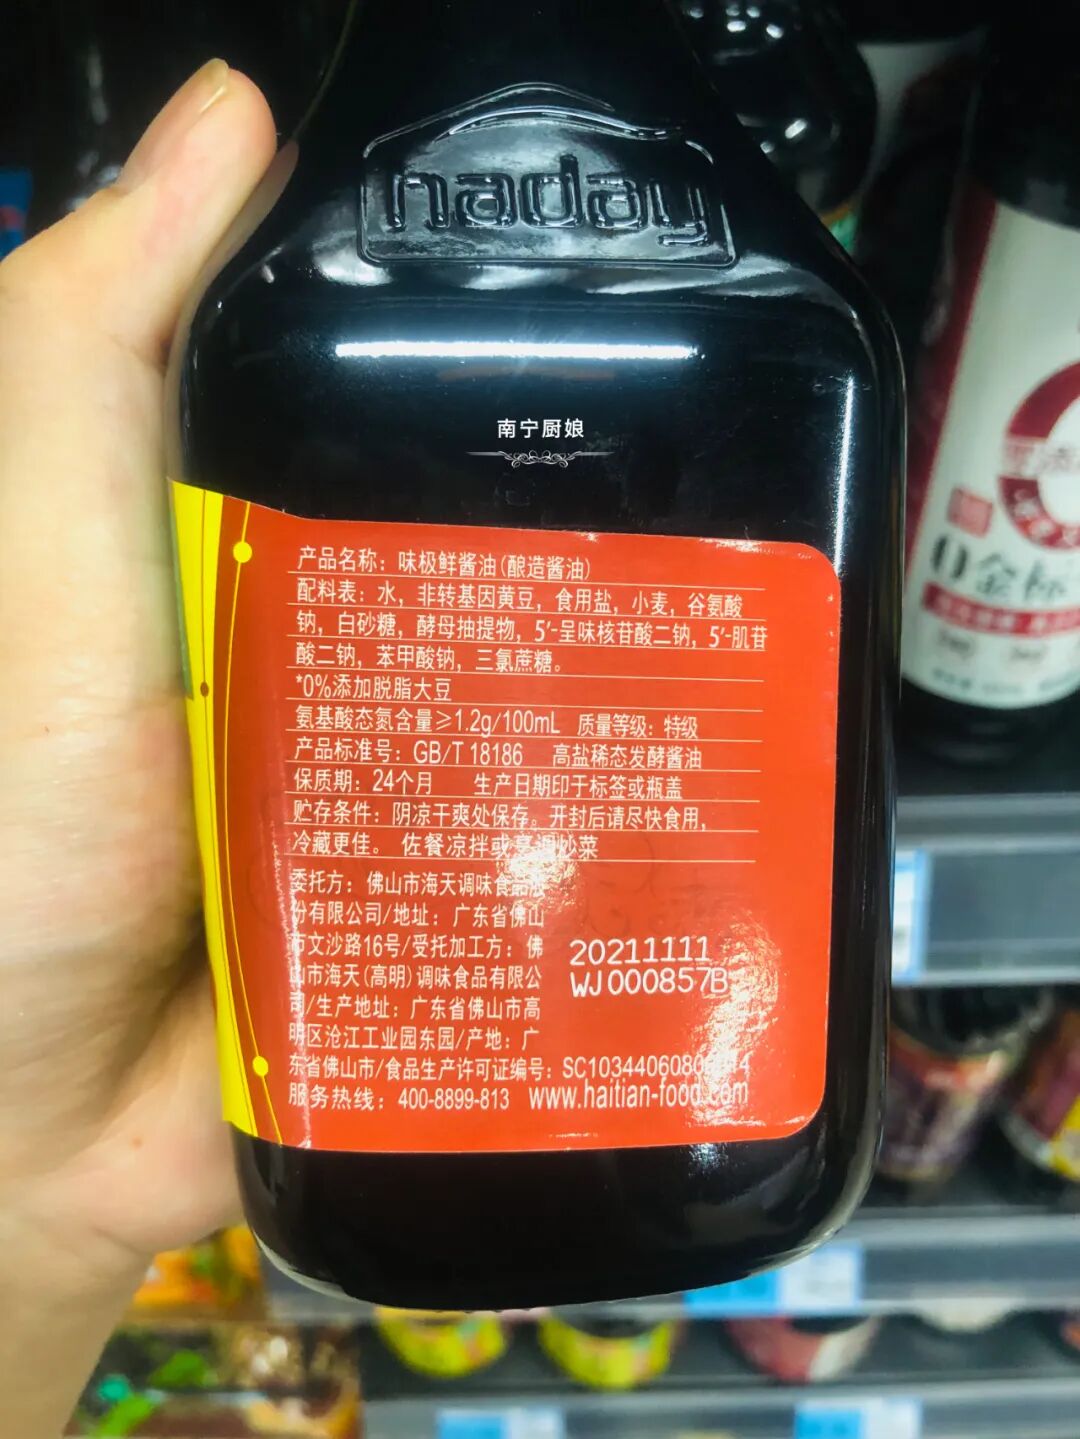 haday
南宁厨娘
产品名称：味极鲜酱油(酿造酱油)
配料表：水，非转基因黄豆，食用盐，小麦，谷氨酸
钠，白砂糖，酵母抽提物，5′-呈味核苷酸二钠，5′-肌苷
酸二钠，苯甲酸钠，三氯蔗糖。
*0%添加脱脂大豆
氨基酸态氮含量≥1.2g/100mL 质量等级：特级
产品标准号：GB/T 18186 高盐稀态发酵酱油
保质期：24个月 生产日期印于标签或瓶盖
贮存条件：阴凉干爽处保存。开封后请尽快食用，
冷藏更佳。 佐餐凉拌或烹调炒菜
委托方：佛山市海天调味食品股
份有限公司/地址：广东省佛山
市文沙路16号/受托加工方：佛
山市海天(高明)调味食品有限公
司/生产地址：广东省佛山市高
明区沧江工业园东园/产地：广
东省佛山市/食品生产许可证编号：
服务热线：400-8899-813 www.haitian-food.com
20211111
WJ000857B
金标